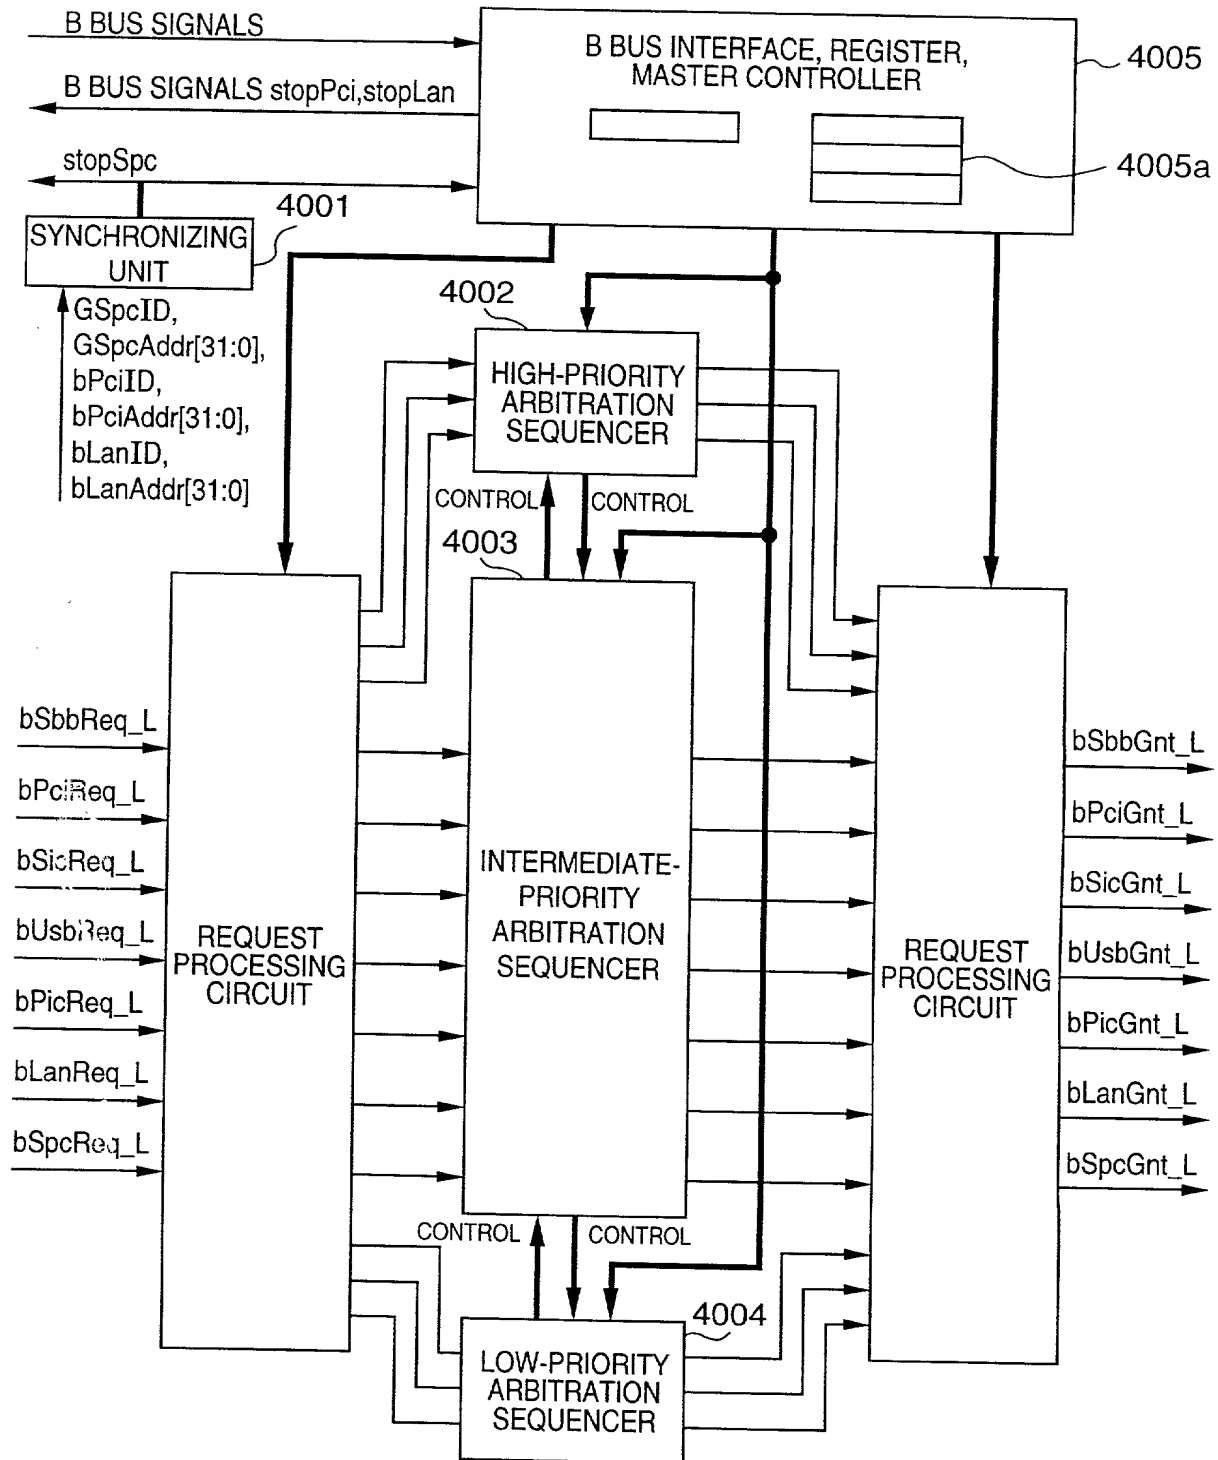 B BUS SIGNALS
B BUS INTERFACE, REGISTER,
MASTER CONTROLLER
4005
B BUS SIGNALS stopPci,stopLan
4005a
stopSpc
4001
SYNCHRONIZING
UNIT
GSpcID,
GSpcAddr[31:0],
bPciID,
bPciAddr[31:0],
bLanID,
bLanAddr[31:0]
4002
HIGH-PRIORITY
ARBITRATION
SEQUENCER
CONTROL
CONTROL
4003
bSbbReq_L
bPciReq_L
bSicReq_L
bUsbReq_L
bPicReq_L
bLanReq_L
bSpcReq_L
REQUEST
PROCESSING
CIRCUIT
INTERMEDIATE-
PRIORITY
ARBITRATION
SEQUENCER
REQUEST
PROCESSING
CIRCUIT
bSbbGnt_L
bPciGnt_L
bSicGnt_L
bUsbGnt_L
bPicGnt_L
bLanGnt_L
bSpcGnt_L
CONTROL
CONTROL
4004
LOW-PRIORITY
ARBITRATION
SEQUENCER